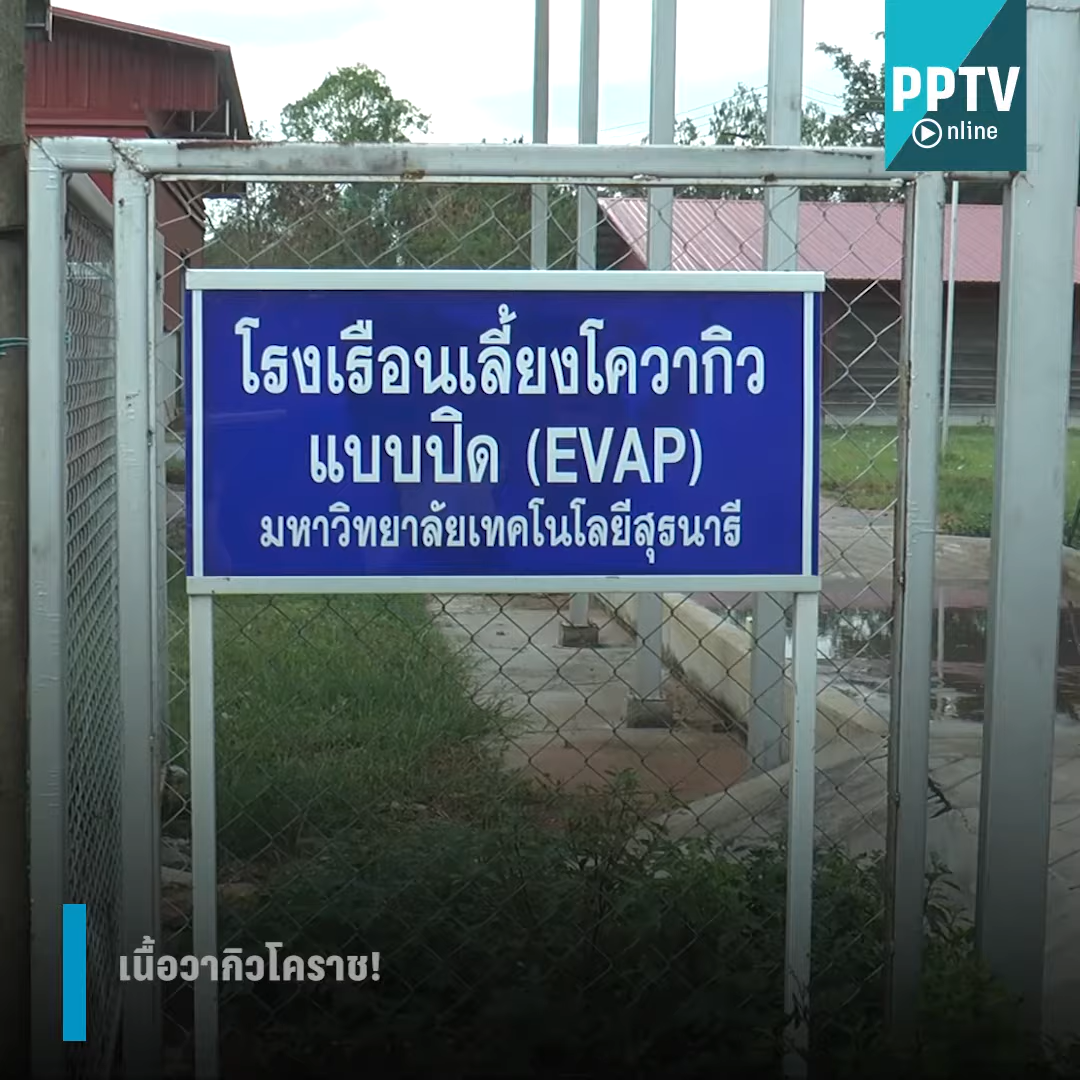 PPTV
Online
โรงเรือนเลี้ยงโควากิว
แบบปิด (EVAP)
มหาวิทยาลัยเทคโนโลยีสุรนารี
เนื้อวากิวโคราช!